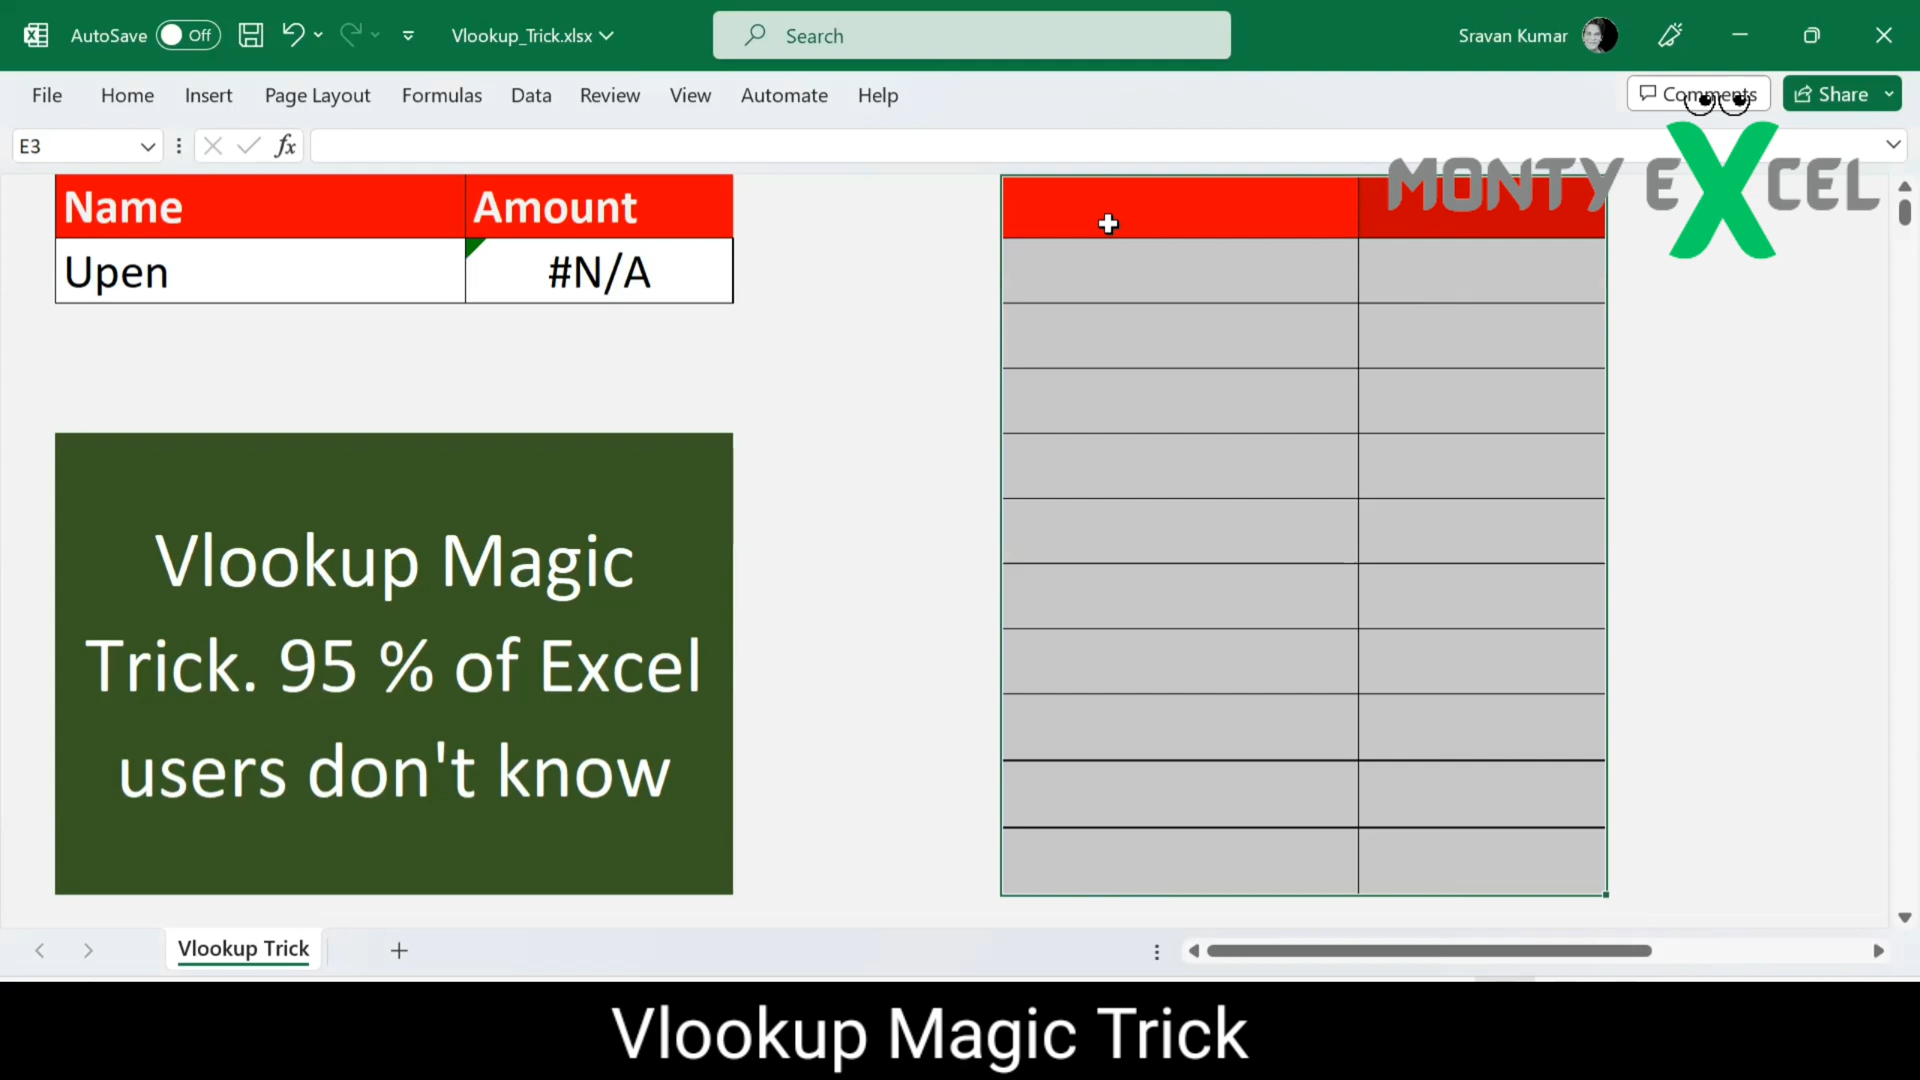 AutoSave Off Vlookup_Trick.xlsx Search Sravan Kumar
File Home Insert Page Layout Formulas Data Review View Automate Help Comments Share
E3 fx
MONTY EXCEL
Name Amount
Upen #N/A
Vlookup Magic
Trick. 95 % of Excel
users don't know
Vlookup Trick
Vlookup Magic Trick